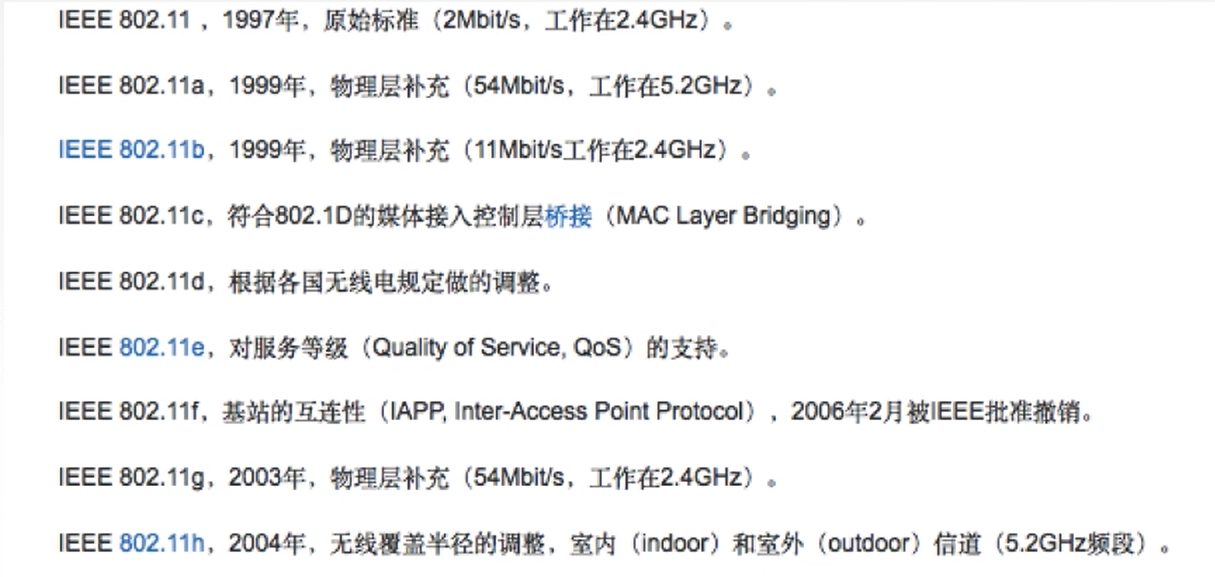 IEEE 802.11 ，1997年，原始标准（2Mbit/s，工作在2.4GHz）。
IEEE 802.11a，1999年，物理层补充（54Mbit/s，工作在5.2GHz）。
IEEE 802.11b，1999年，物理层补充（11Mbit/s工作在2.4GHz）。
IEEE 802.11c，符合802.1D的媒体接入控制层桥接（MAC Layer Bridging）。
IEEE 802.11d，根据各国无线电规定做的调整。
IEEE 802.11e，对服务等级（Quality of Service, QoS）的支持。
IEEE 802.11f，基站的互连性（IAPP, Inter-Access Point Protocol），2006年2月被IEEE批准撤销。
IEEE 802.11g，2003年，物理层补充（54Mbit/s，工作在2.4GHz）。
IEEE 802.11h，2004年，无线覆盖半径的调整，室内（indoor）和室外（outdoor）信道（5.2GHz频段）。